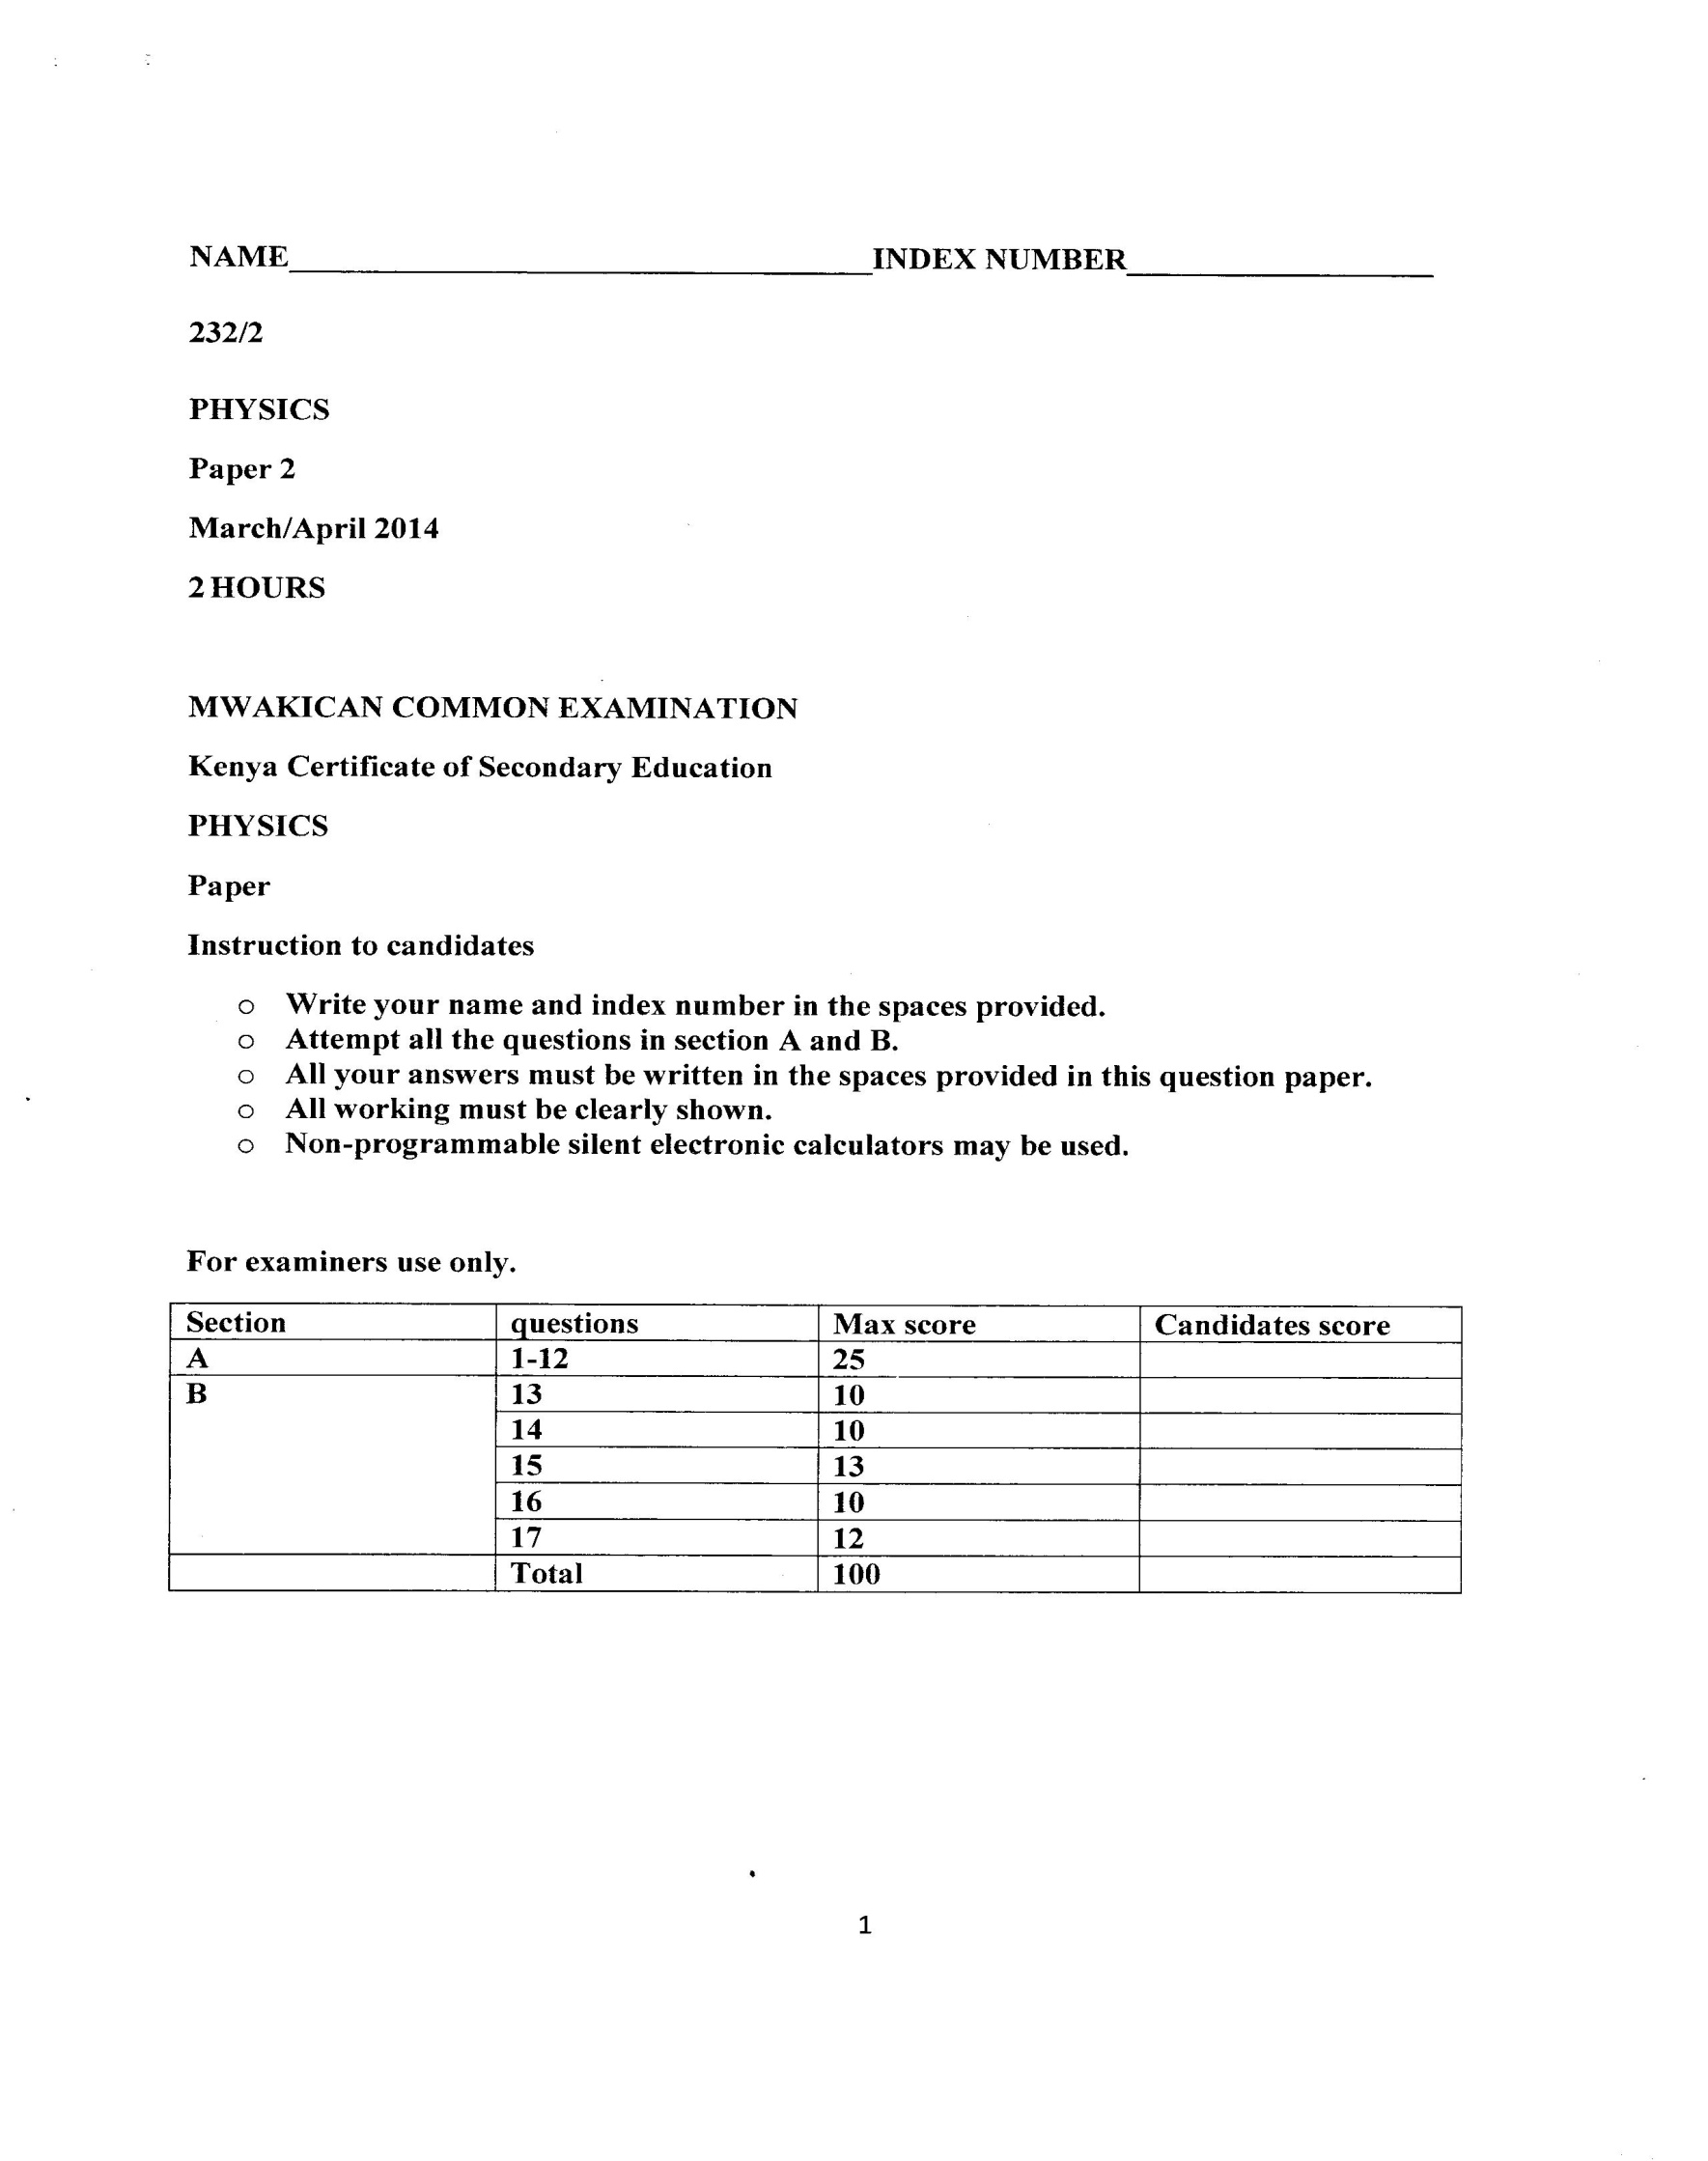 NAME INDEX NUMBER
232/2
PHYSICS
Paper 2
March/April 2014
2 HOURS
MWAKICAN COMMON EXAMINATION
Kenya Certificate of Secondary Education
PHYSICS
Paper
Instruction to candidates
o Write your name and index number in the spaces provided.
o Attempt all the questions in section A and B.
o All your answers must be written in the spaces provided in this question paper.
o All working must be clearly shown.
o Non-programmable silent electronic calculators may be used.
For examiners use only.
Section questions Max score Candidates score
A 1-12 25
B 13 10
14 10
15 13
16 10
17 12
Total 100
1